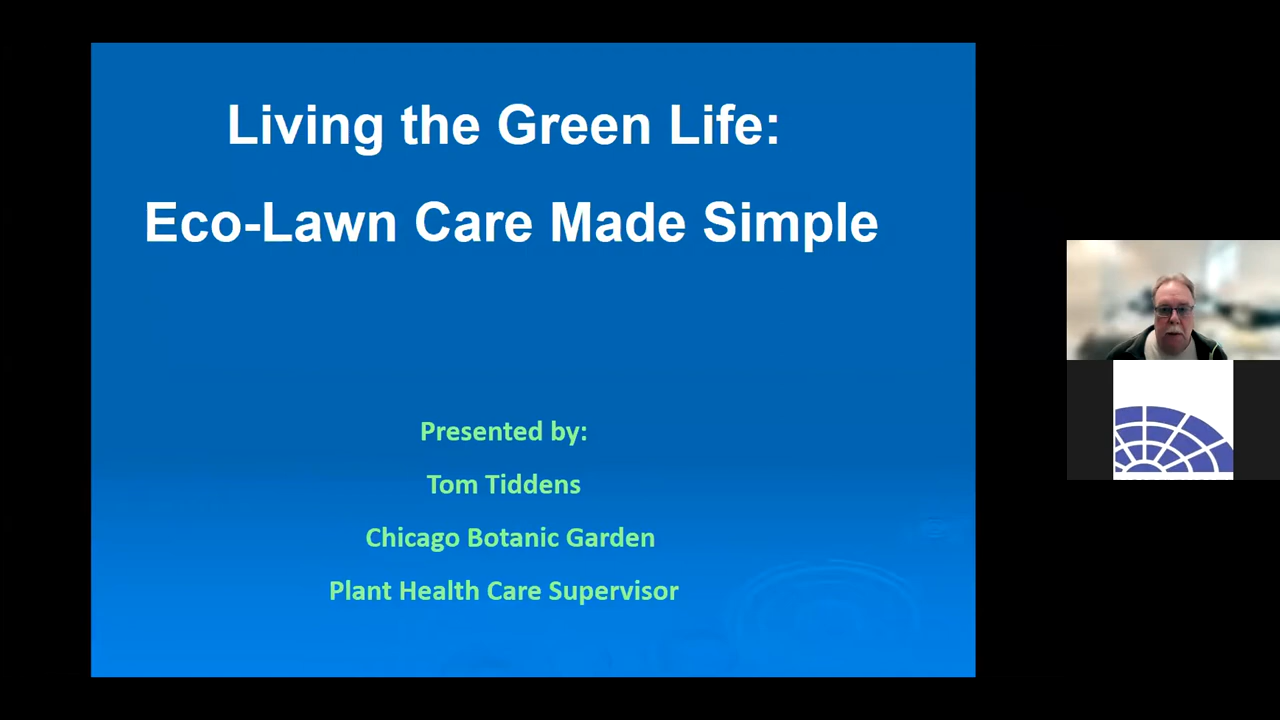 Living the Green Life:
Eco-Lawn Care Made Simple
Presented by:
Tom Tiddens
Chicago Botanic Garden
Plant Health Care Supervisor